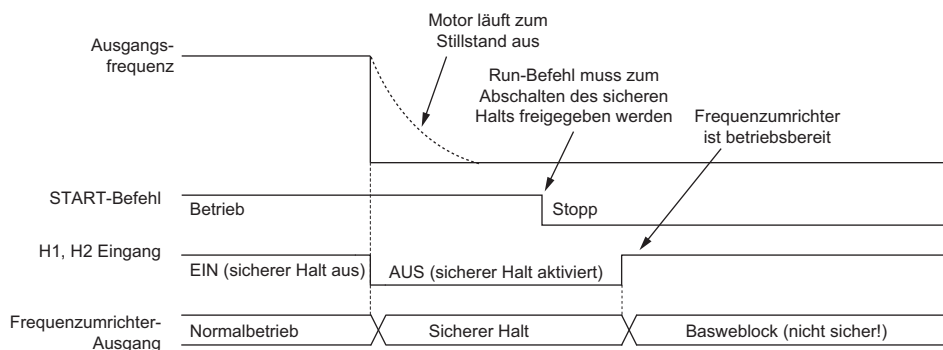 Motor läuft zum
Stillstand aus
Ausgangs-
frequenz
Run-Befehl muss zum
Abschalten des sicheren
Halts freigegeben werden
Frequenzumrichter
ist betriebsbereit
START-Befehl
Betrieb
Stopp
H1, H2 Eingang
EIN (sicherer Halt aus)
AUS (sicherer Halt aktiviert)
Frequenzumrichter-
Ausgang
Normalbetrieb
Sicherer Halt
Basweblock (nicht sicher!)